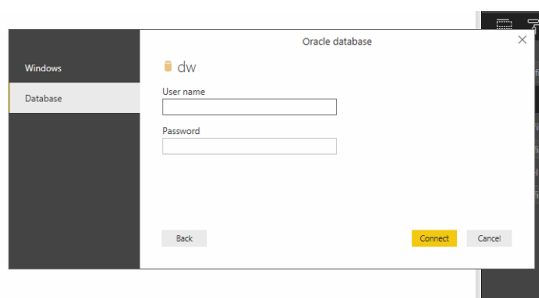 Oracle database
Windows
Database
dw
User name
Password
Back
Connect
Cancel